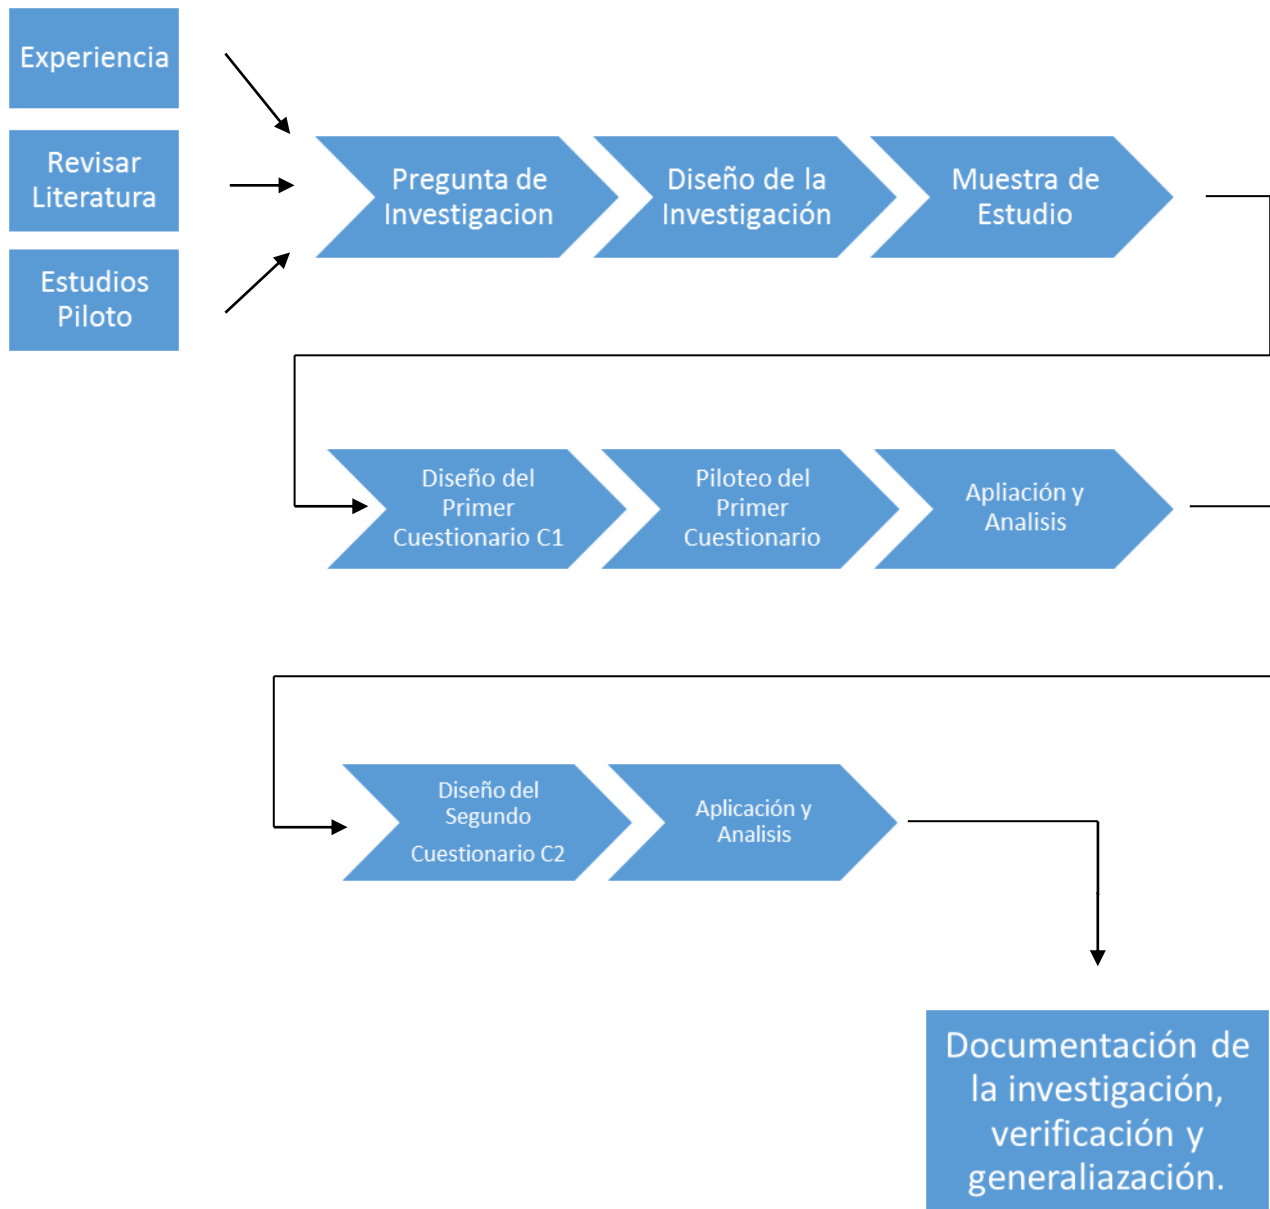 Experiencia
Revisar
Literatura
Estudios
Piloto
Pregunta de
Investigacion
Diseño de la
Investigación
Muestra de
Estudio
Diseño del
Primer
Cuestionario C1
Piloteo del
Primer
Cuestionario
Apliación y
Analisis
Diseño del
Segundo
Cuestionario C2
Aplicación y
Analisis
Documentación de
la investigación,
verificación y
generaliazación.